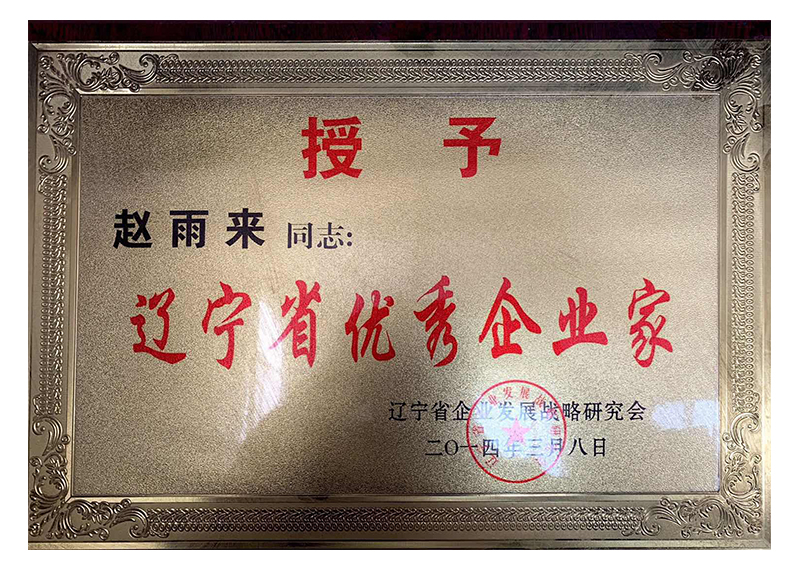 授予
赵雨来 同志:
辽宁省优秀企业家
辽宁省企业发展战略研究会
二〇一四年三月八日